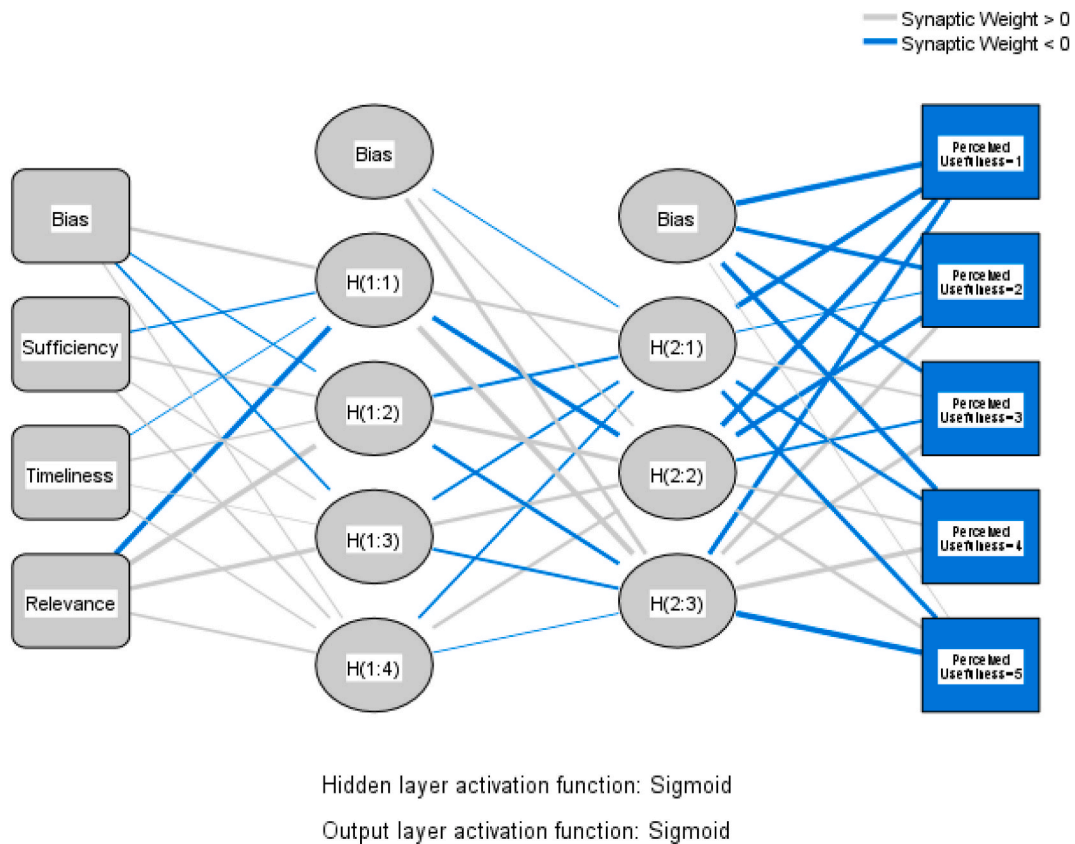 Synaptic Weight > 0
Synaptic Weight < 0
Bias
Sufficiency
Timeliness
Relevance
Bias
H(1:1)
H(1:2)
H(1:3)
H(1:4)
Bias
H(2:1)
H(2:2)
H(2:3)
Perceived
Usefulness=1
Perceived
Usefulness=2
Perceived
Usefulness=3
Perceived
Usefulness=4
Perceived
Usefulness=5
Hidden layer activation function: Sigmoid
Output layer activation function: Sigmoid